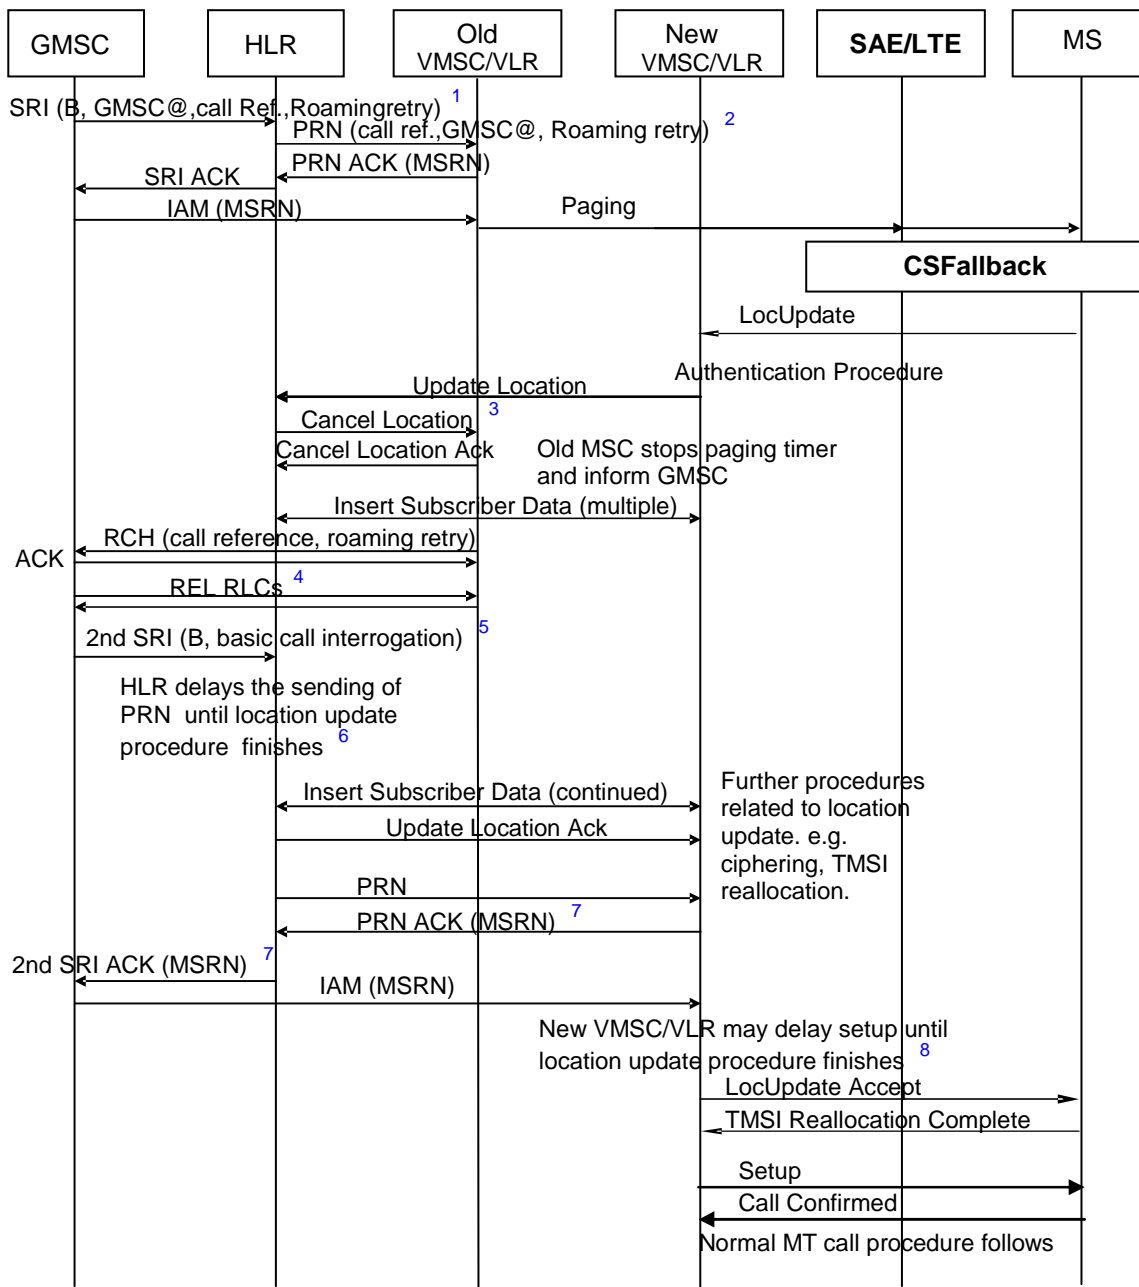 GMSC
HLR
Old
VMSC/VLR
New
VMSC/VLR
SAE/LTE
MS
SRI (B, GMSC@,call Ref.,Roamingretry) 1
PRN (call ref.,GMSC@, Roaming retry) 2
PRN ACK (MSRN)
SRI ACK
IAM (MSRN)
Paging
CSFallback
LocUpdate
Authentication Procedure
Update Location
Cancel Location 3
Cancel Location Ack
Old MSC stops paging timer
and inform GMSC
Insert Subscriber Data (multiple)
RCH (call reference, roaming retry)
ACK
REL RLCs 4
2nd SRI (B, basic call interrogation) 5
HLR delays the sending of
PRN until location update
procedure finishes 6
Further procedures
related to location
update. e.g.
ciphering, TMSI
reallocation.
Insert Subscriber Data (continued)
Update Location Ack
PRN
PRN ACK (MSRN) 7
2nd SRI ACK (MSRN) 7
IAM (MSRN)
New VMSC/VLR may delay setup until
location update procedure finishes 8
LocUpdate Accept
TMSI Reallocation Complete
Setup
Call Confirmed
Normal MT call procedure follows